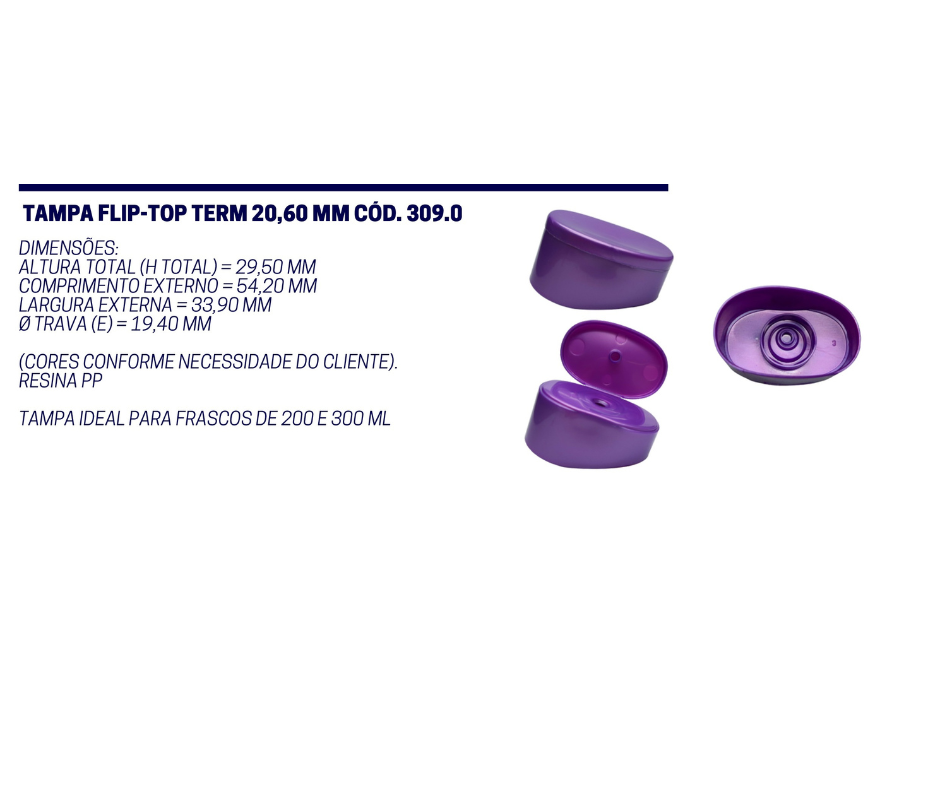 TAMPA FLIP-TOP TERM 20,60 MM CÓD. 309.0
DIMENSÕES:
ALTURA TOTAL (H TOTAL) = 29,50 MM
COMPRIMENTO EXTERNO = 54,20 MM
LARGURA EXTERNA = 33,90 MM
Ø TRAVA (E) = 19,40 MM
(CORES CONFORME NECESSIDADE DO CLIENTE).
RESINA PP
TAMPA IDEAL PARA FRASCOS DE 200 E 300 ML